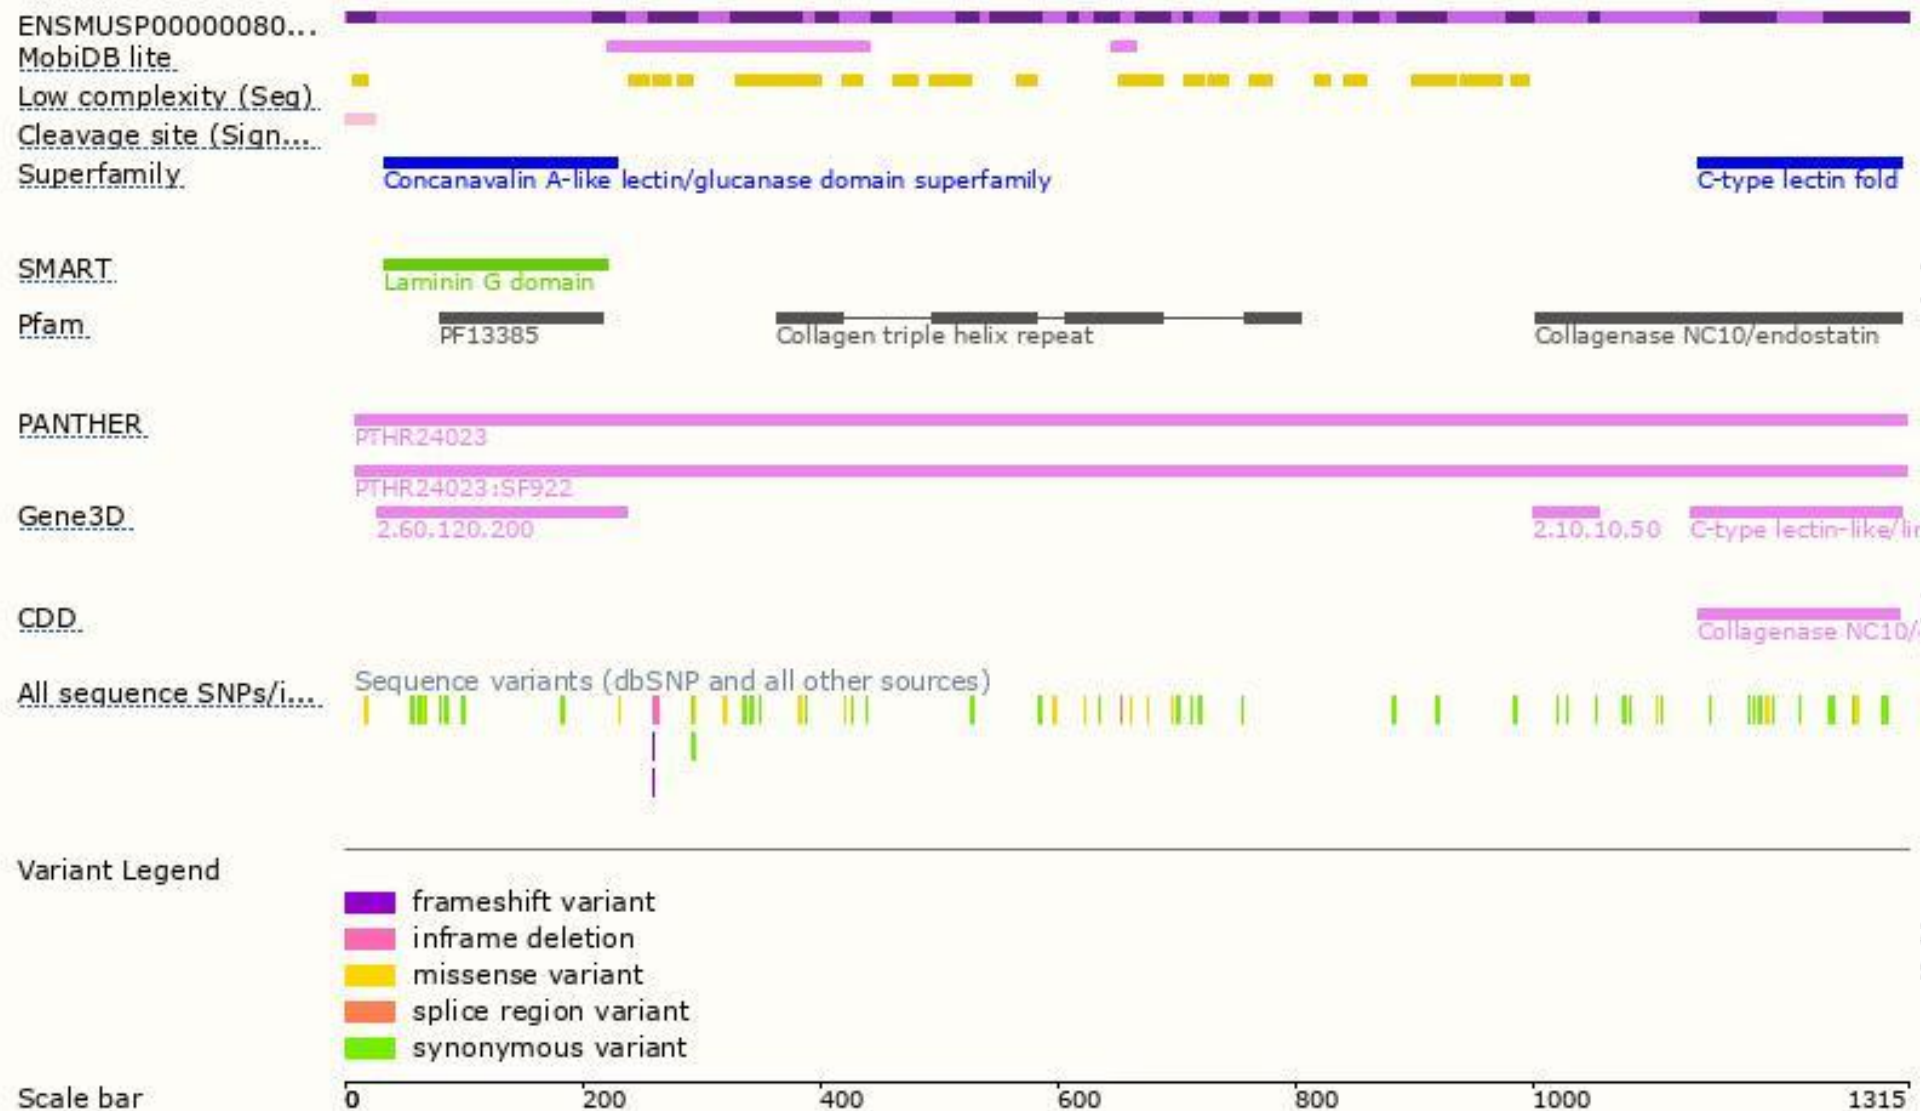 ENSMUSP00000080...
MobiDB lite
Low complexity (Seg)
Cleavage site (Sign...
Superfamily
Concanavalin A-like lectin/glucanase domain superfamily
C-type lectin fold
SMART
Laminin G domain
Pfam
PF13385
Collagen triple helix repeat
Collagenase NC10/endostatin
PANTHER
PTHR24023
PTHR24023:SF922
Gene3D
2.60.120.200
2.10.10.50
C-type lectin-like/lin
CDD
Collagenase NC10/
All sequence SNPs/i...
Sequence variants (dbSNP and all other sources)
Variant Legend
frameshift variant
inframe deletion
missense variant
splice region variant
synonymous variant
Scale bar
0 200 400 600 800 1000 1315